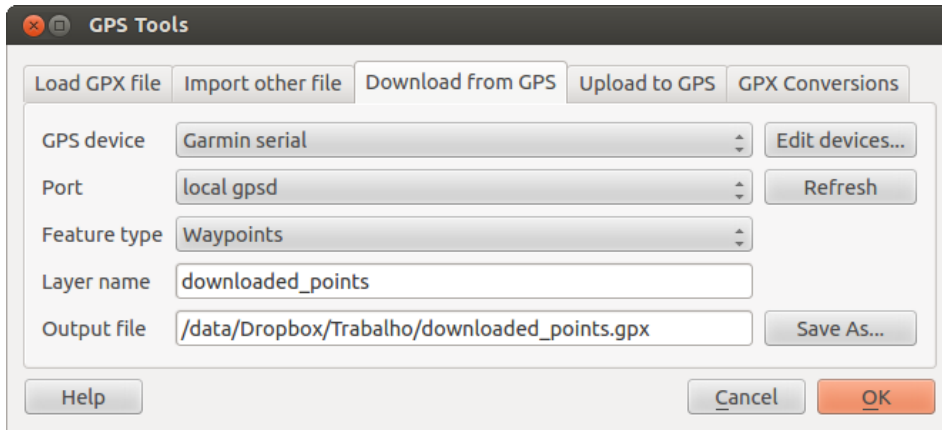 GPS Tools
Load GPX file Import other file Download from GPS Upload to GPS GPX Conversions
GPS device Garmin serial Edit devices...
Port local gpsd Refresh
Feature type Waypoints
Layer name downloaded_points
Output file /data/Dropbox/Trabalho/downloaded_points.gpx Save As...
Help Cancel OK